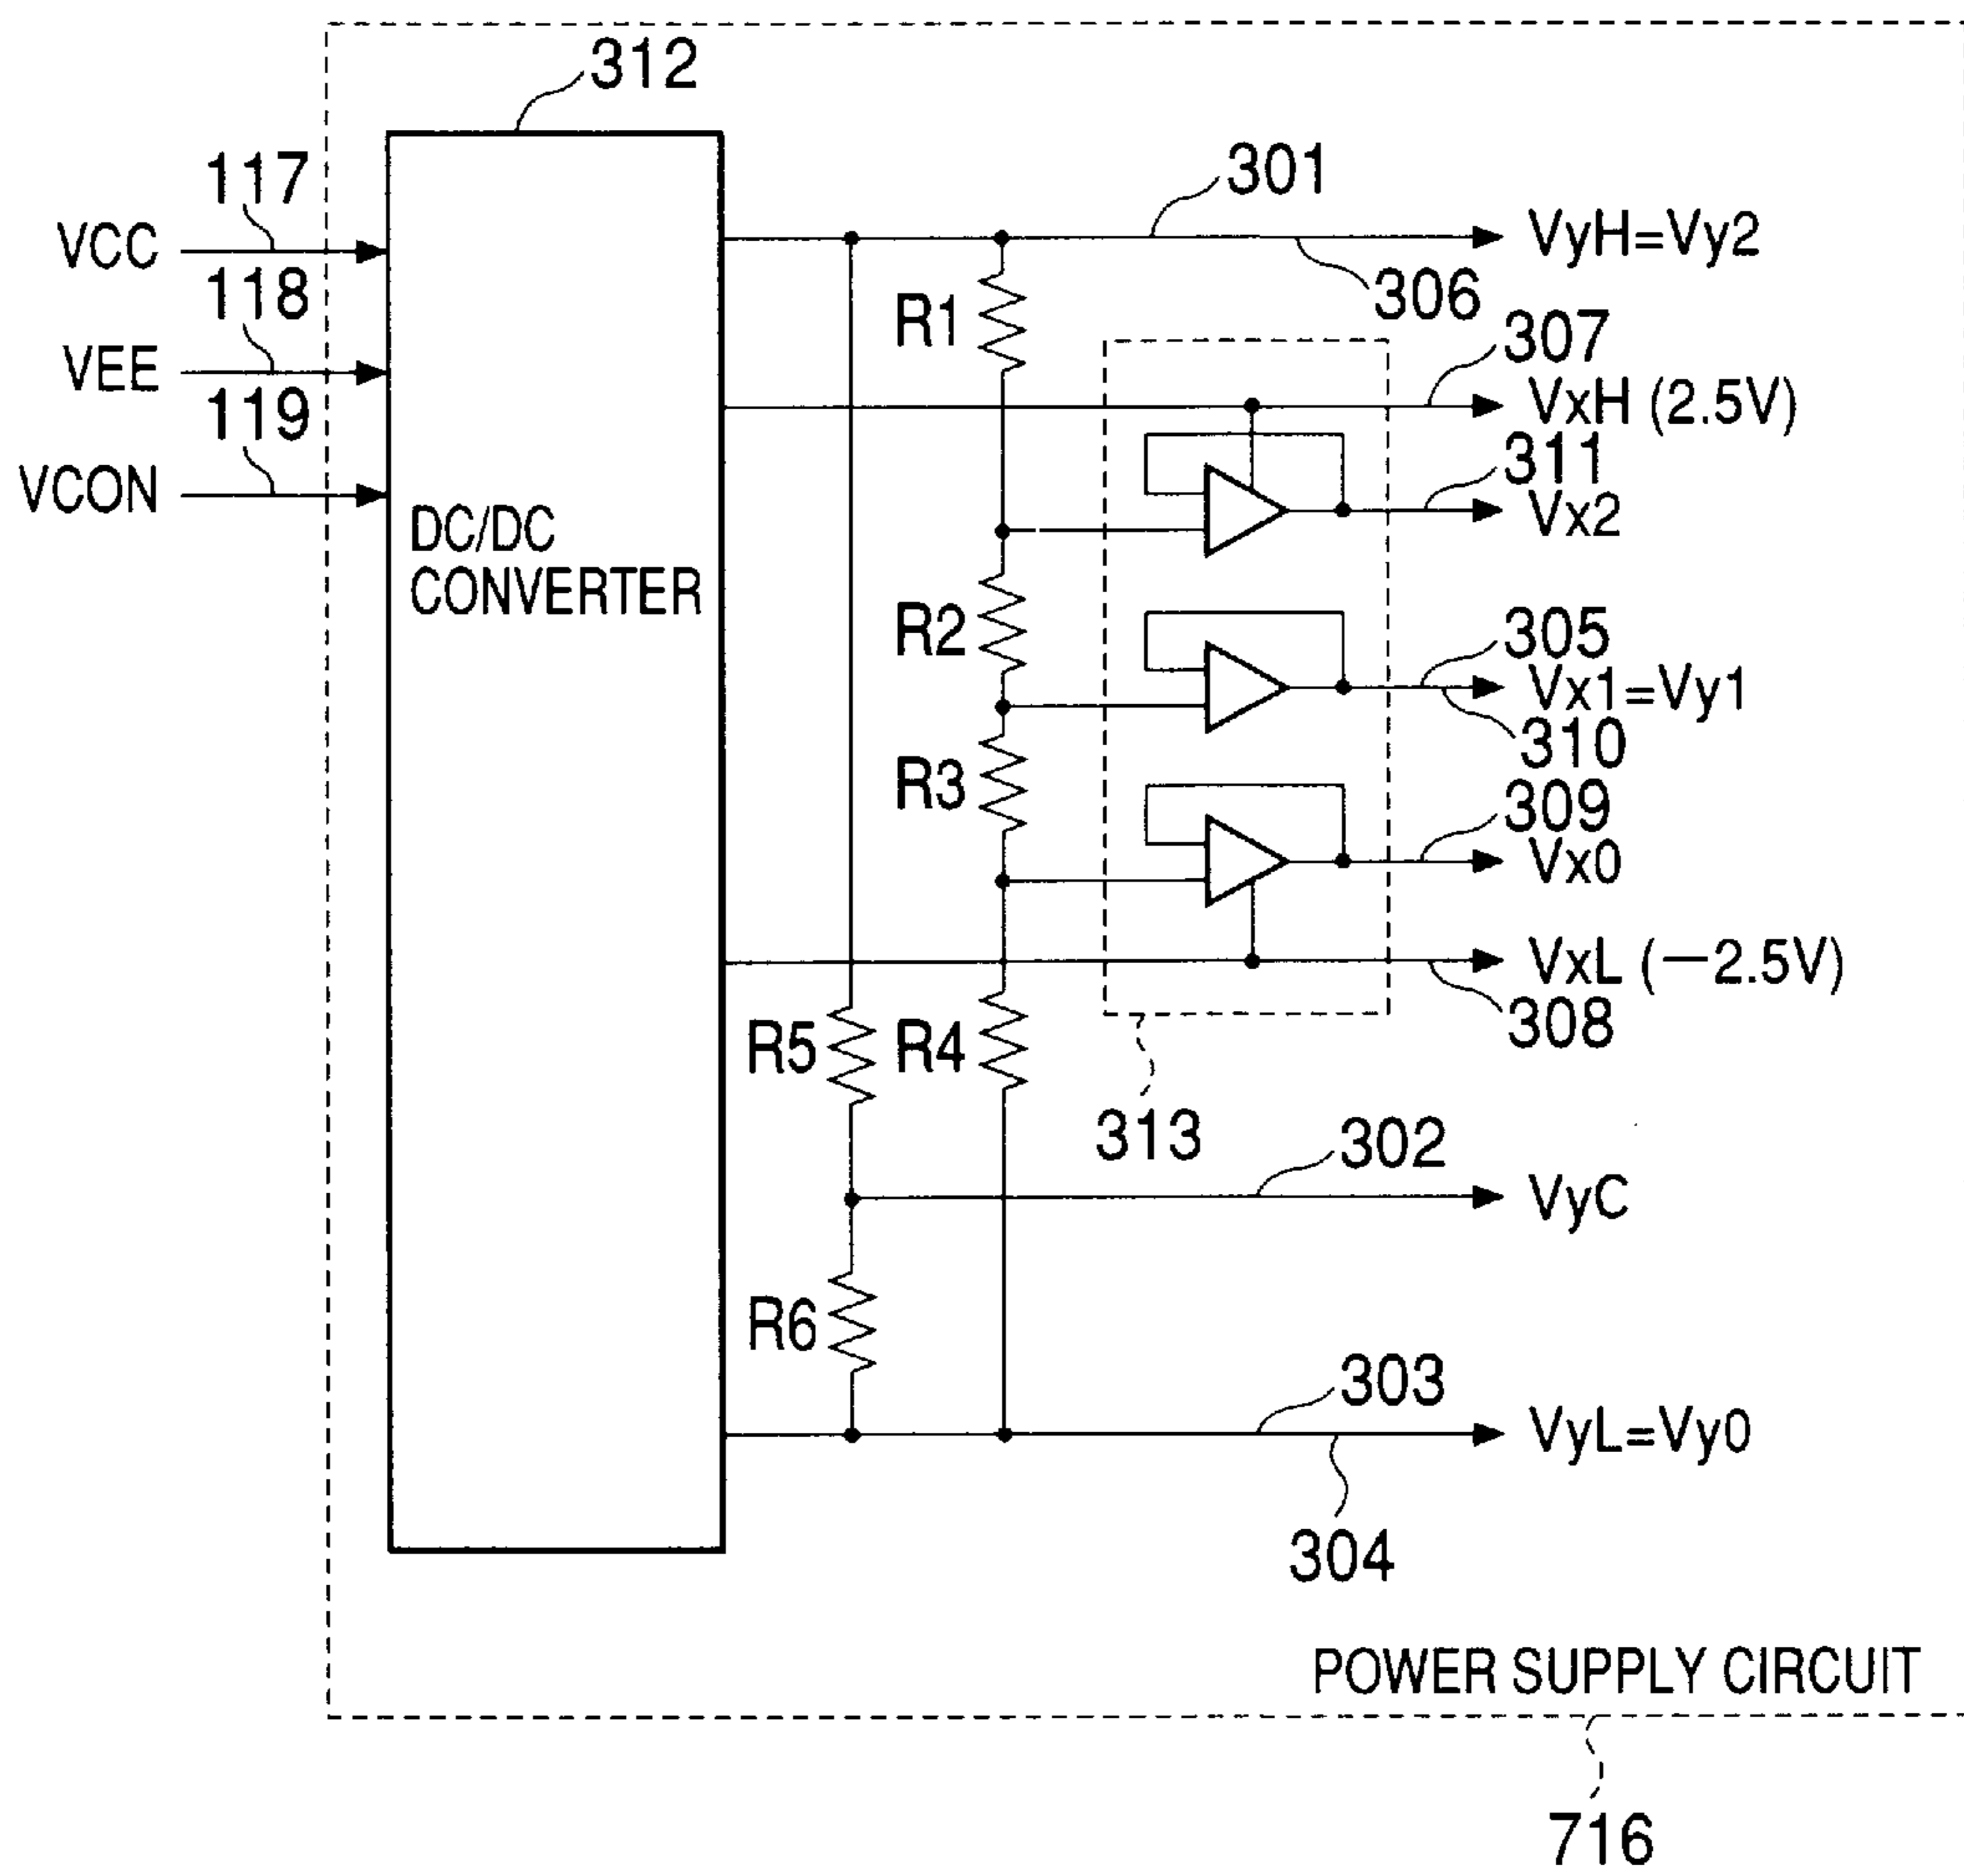 312
117
301
VCC
VyH=Vy2
118
R1
306
307
VEE
119
VxH (2.5V)
311
VCON
DC/DC
CONVERTER
Vx2
R2
305
Vx1=Vy1
310
R3
309
Vx0
VxL (−2.5V)
308
R5
R4
313
302
VyC
R6
303
VyL=Vy0
304
POWER SUPPLY CIRCUIT
716